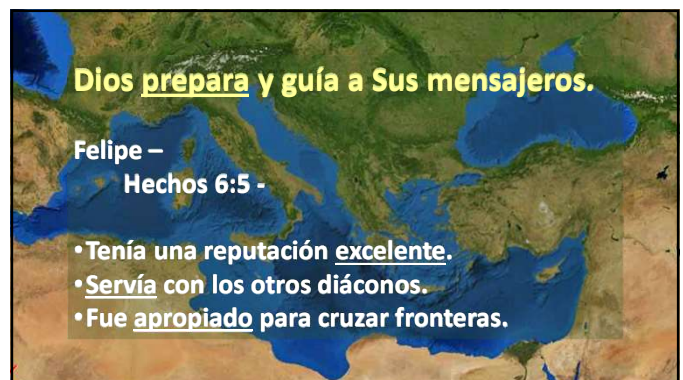 Dios prepara y guía a Sus mensajeros.
Felipe –
Hechos 6:5 -
•Tenía una reputación excelente.
•Servía con los otros diáconos.
•Fue apropiado para cruzar fronteras.